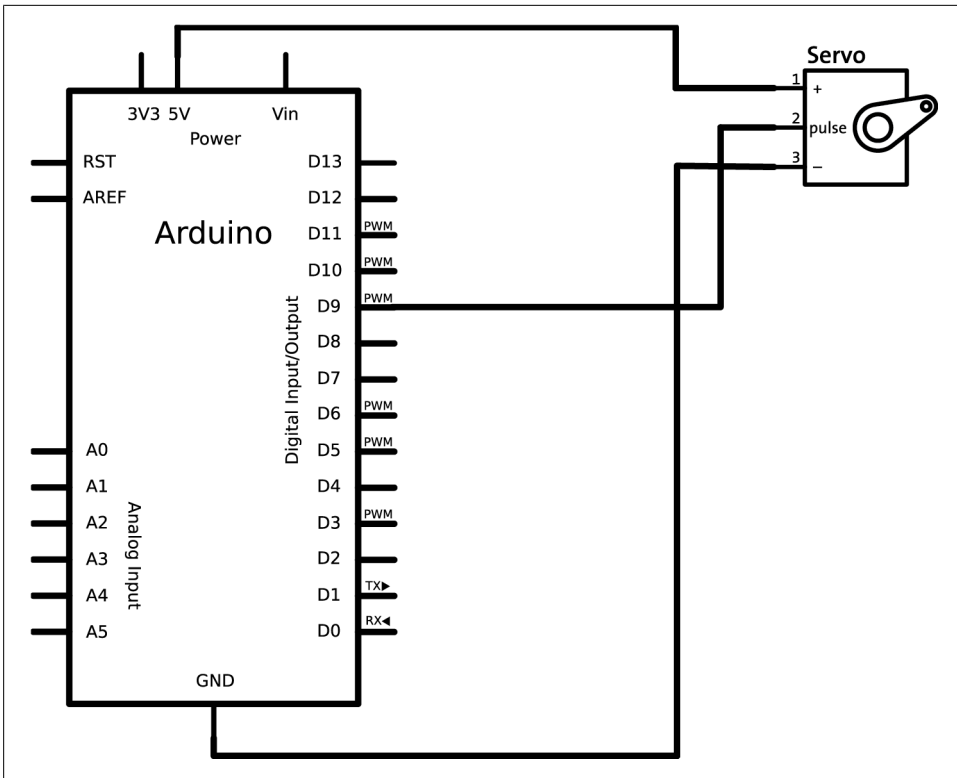 Servo
1 +
2 pulse
3 −
3V3 5V Vin
Power
RST D13
AREF D12
Arduino D11 PWM
D10 PWM
D9 PWM
D8
D7
D6 PWM
A0 D5 PWM
A1 D4
A2 D3 PWM
A3 D2
A4 D1 TX▶
A5 D0 RX◀
Digital Input/Output
Analog Input
GND